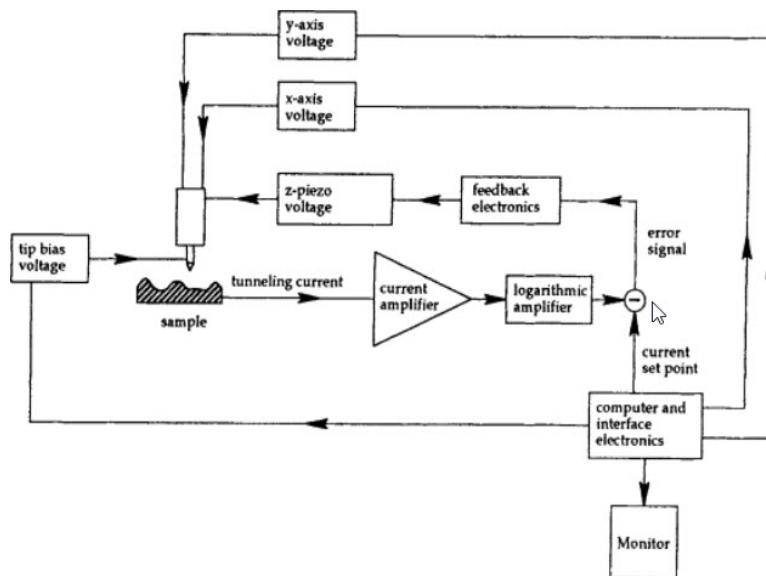 y-axis
voltage
x-axis
voltage
z-piezo
voltage
feedback
electronics
error
signal
tip bias
voltage
tunneling current
current
amplifier
logarithmic
amplifier
sample
current
set point
computer and
interface
electronics
Monitor